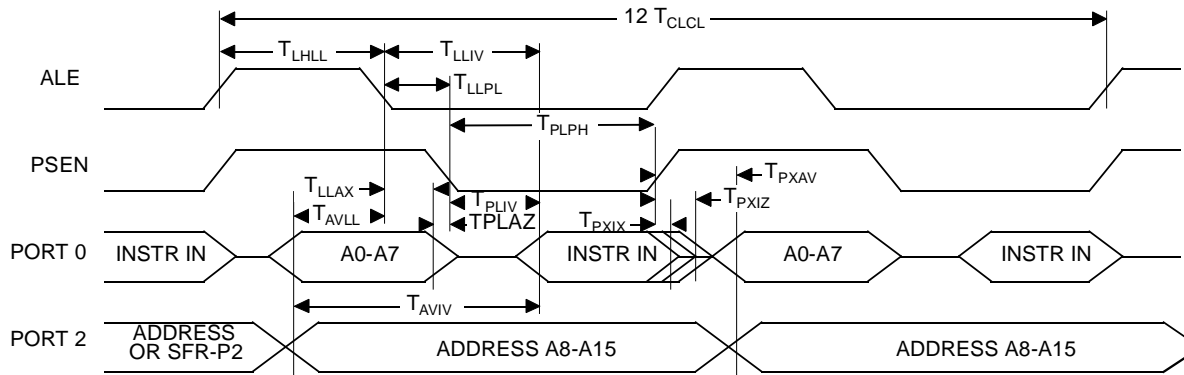 12 TCLCL
TLHLL
TLLIV
ALE
TLLPL
TPLPH
PSEN
TPXAV
TLLAX
TPLIV
TPXIZ
TAVLL
TPLAZ
TPXIX
PORT 0
INSTR IN
A0-A7
INSTR IN
A0-A7
INSTR IN
TAVIV
PORT 2
ADDRESS
OR SFR-P2
ADDRESS A8-A15
ADDRESS A8-A15